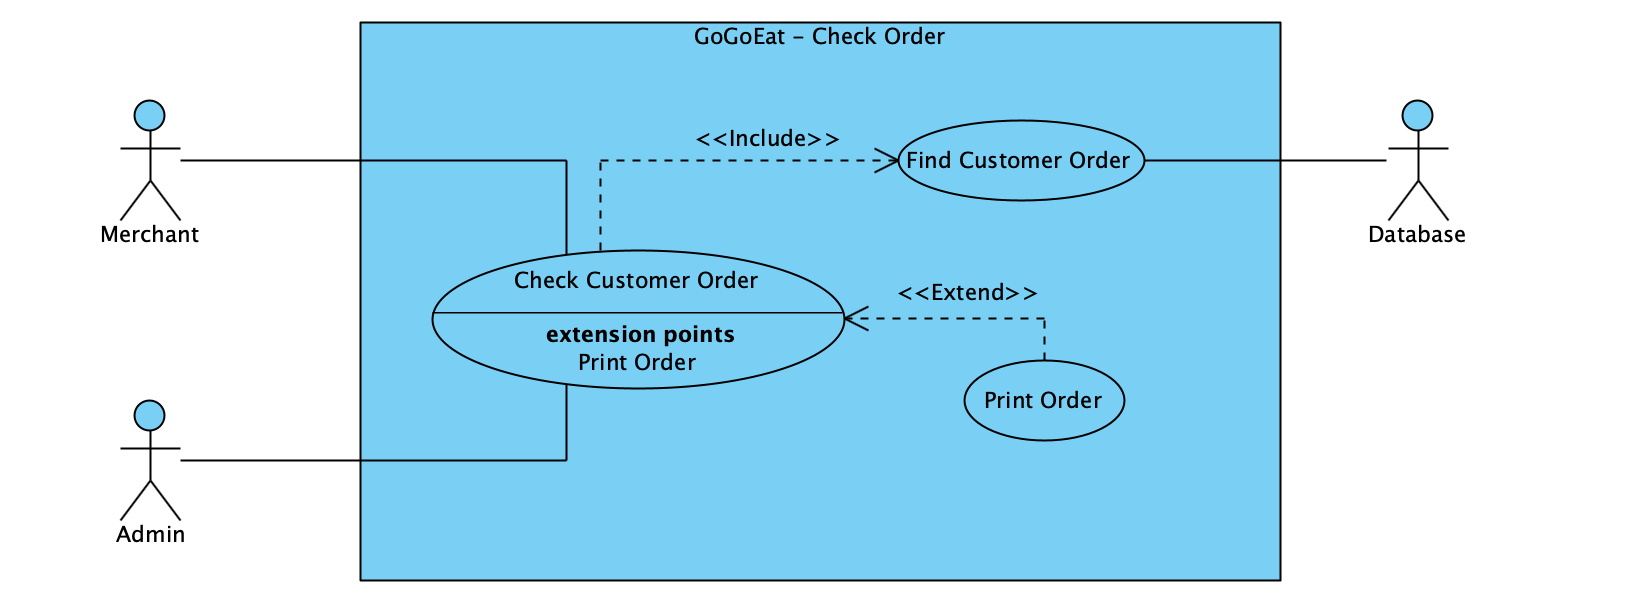 GoGoEat – Check Order
<<Include>>
Find Customer Order
Merchant
Database
Check Customer Order
extension points
Print Order
<<Extend>>
Print Order
Admin